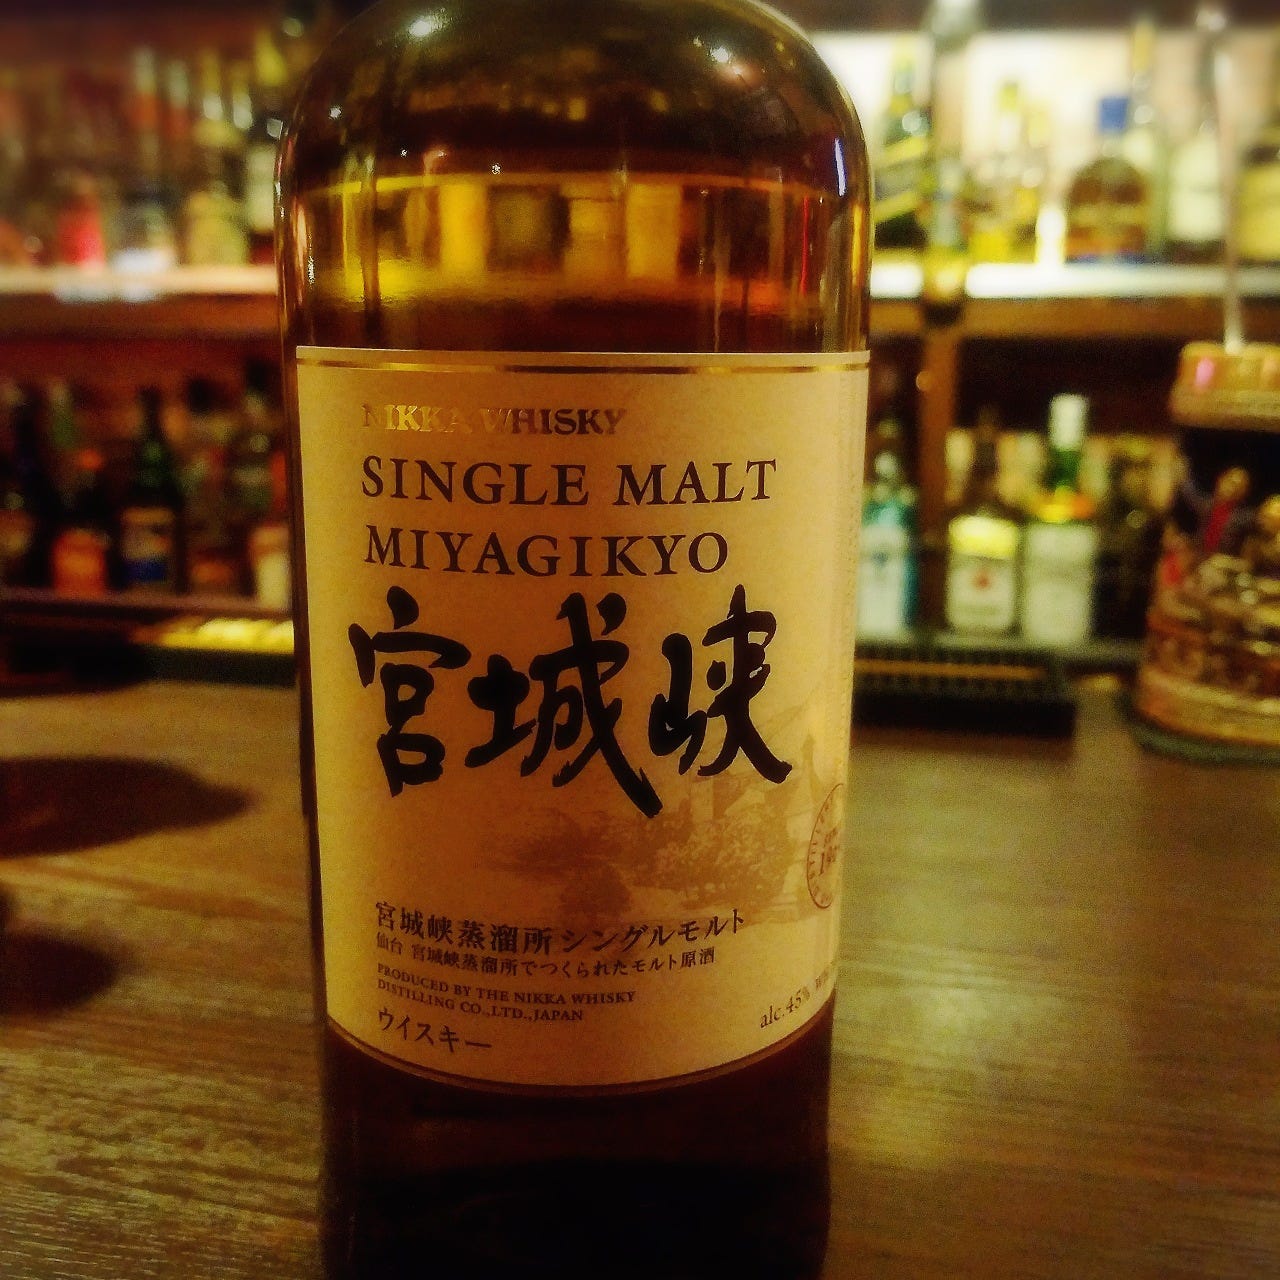 NIKKA WHISKY
SINGLE MALT
MIYAGIKYO
宮城峡
宮城峡蒸溜所シングルモルト
仙台 宮城峡蒸溜所でつくられたモルト原酒
PRODUCED BY THE NIKKA WHISKY
DISTILLING CO.,LTD.,JAPAN
ウイスキー
alc.45%